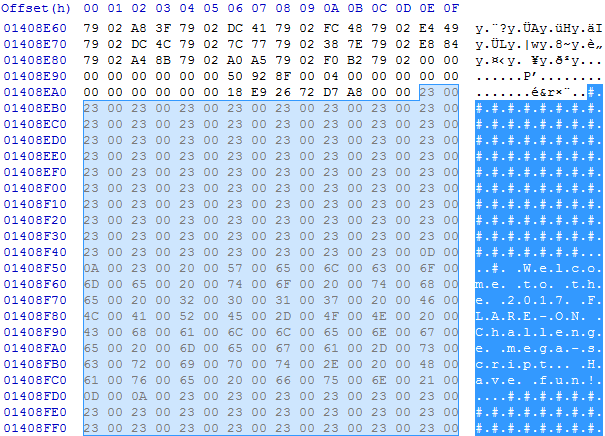 Offset(h) 00 01 02 03 04 05 06 07 08 09 0A 0B 0C 0D 0E 0F
01408E60 79 02 A8 3F 79 02 DC 41 79 02 FC 48 79 02 E4 49 y.¨?y.ÜAy.üHy.äI
01408E70 79 02 DC 4C 79 02 7C 77 79 02 38 7E 79 02 E8 84 y.ÜLy.|wy.8~y.è„
01408E80 79 02 A4 8B 79 02 A0 A5 79 02 F0 B2 79 02 00 00 y.¤‹y. ¥y.ð²y...
01408E90 00 00 00 00 00 00 50 92 8F 00 04 00 00 00 00 00 ......P’........
01408EA0 00 00 00 00 00 00 18 E9 26 72 D7 A8 00 00 23 00 .......é&r×¨..#.
01408EB0 23 00 23 00 23 00 23 00 23 00 23 00 23 00 23 00 #.#.#.#.#.#.#.#.
01408EC0 23 00 23 00 23 00 23 00 23 00 23 00 23 00 23 00 #.#.#.#.#.#.#.#.
01408ED0 23 00 23 00 23 00 23 00 23 00 23 00 23 00 23 00 #.#.#.#.#.#.#.#.
01408EE0 23 00 23 00 23 00 23 00 23 00 23 00 23 00 23 00 #.#.#.#.#.#.#.#.
01408EF0 23 00 23 00 23 00 23 00 23 00 23 00 23 00 23 00 #.#.#.#.#.#.#.#.
01408F00 23 00 23 00 23 00 23 00 23 00 23 00 23 00 23 00 #.#.#.#.#.#.#.#.
01408F10 23 00 23 00 23 00 23 00 23 00 23 00 23 00 23 00 #.#.#.#.#.#.#.#.
01408F20 23 00 23 00 23 00 23 00 23 00 23 00 23 00 23 00 #.#.#.#.#.#.#.#.
01408F30 23 00 23 00 23 00 23 00 23 00 23 00 23 00 23 00 #.#.#.#.#.#.#.#.
01408F40 23 00 23 00 23 00 23 00 23 00 23 00 23 00 0D 00 #.#.#.#.#.#.#...
01408F50 0A 00 23 00 20 00 57 00 65 00 6C 00 63 00 6F 00 ..#. .W.e.l.c.o.
01408F60 6D 00 65 00 20 00 74 00 6F 00 20 00 74 00 68 00 m.e. .t.o. .t.h.
01408F70 65 00 20 00 32 00 30 00 31 00 37 00 20 00 46 00 e. .2.0.1.7. .F.
01408F80 4C 00 41 00 52 00 45 00 2D 00 4F 00 4E 00 20 00 L.A.R.E.-.O.N. .
01408F90 43 00 68 00 61 00 6C 00 6C 00 65 00 6E 00 67 00 C.h.a.l.l.e.n.g.
01408FA0 65 00 20 00 6D 00 65 00 67 00 61 00 2D 00 73 00 e. .m.e.g.a.-.s.
01408FB0 63 00 72 00 69 00 70 00 74 00 2E 00 20 00 48 00 c.r.i.p.t... .H.
01408FC0 61 00 76 00 65 00 20 00 66 00 75 00 6E 00 21 00 a.v.e. .f.u.n.!.
01408FD0 0D 00 0A 00 23 00 23 00 23 00 23 00 23 00 23 00 ....#.#.#.#.#.#.
01408FE0 23 00 23 00 23 00 23 00 23 00 23 00 23 00 23 00 #.#.#.#.#.#.#.#.
01408FF0 23 00 23 00 23 00 23 00 23 00 23 00 23 00 23 00 #.#.#.#.#.#.#.#.